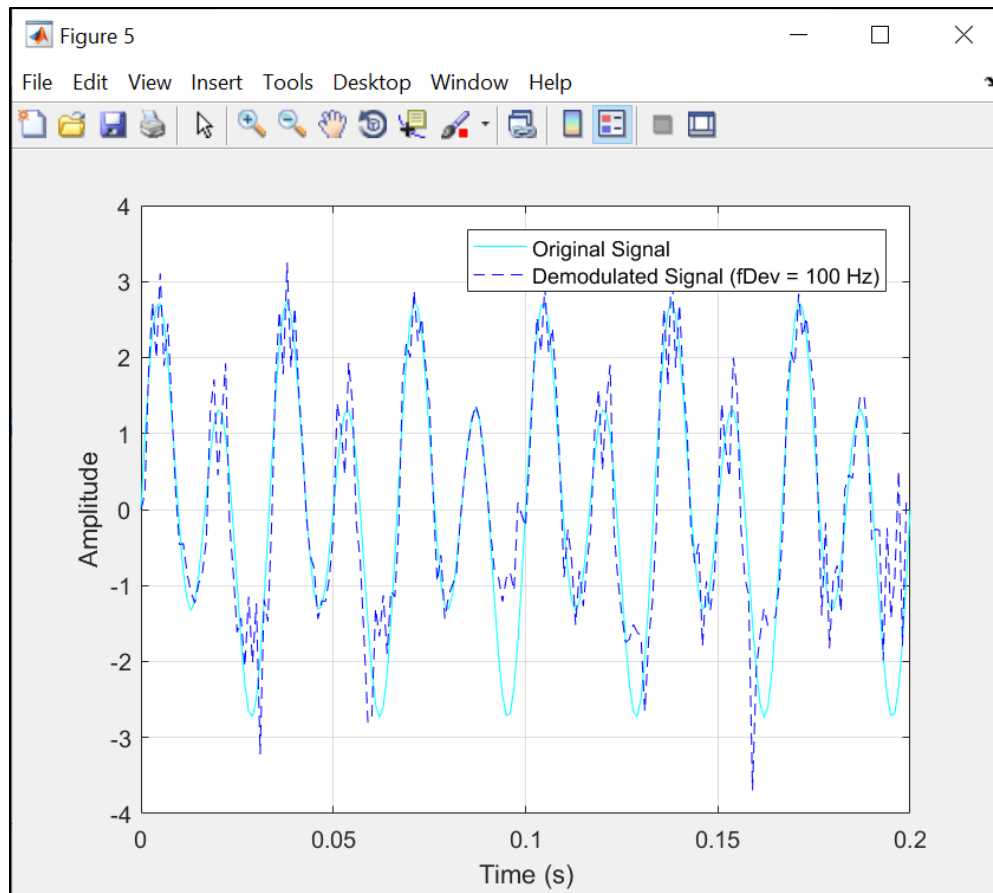 Figure 5
File Edit View Insert Tools Desktop Window Help
Original Signal
Demodulated Signal (fDev = 100 Hz)
4
3
2
1
0
-1
-2
-3
-4
Amplitude
0 0.05 0.1 0.15 0.2
Time (s)